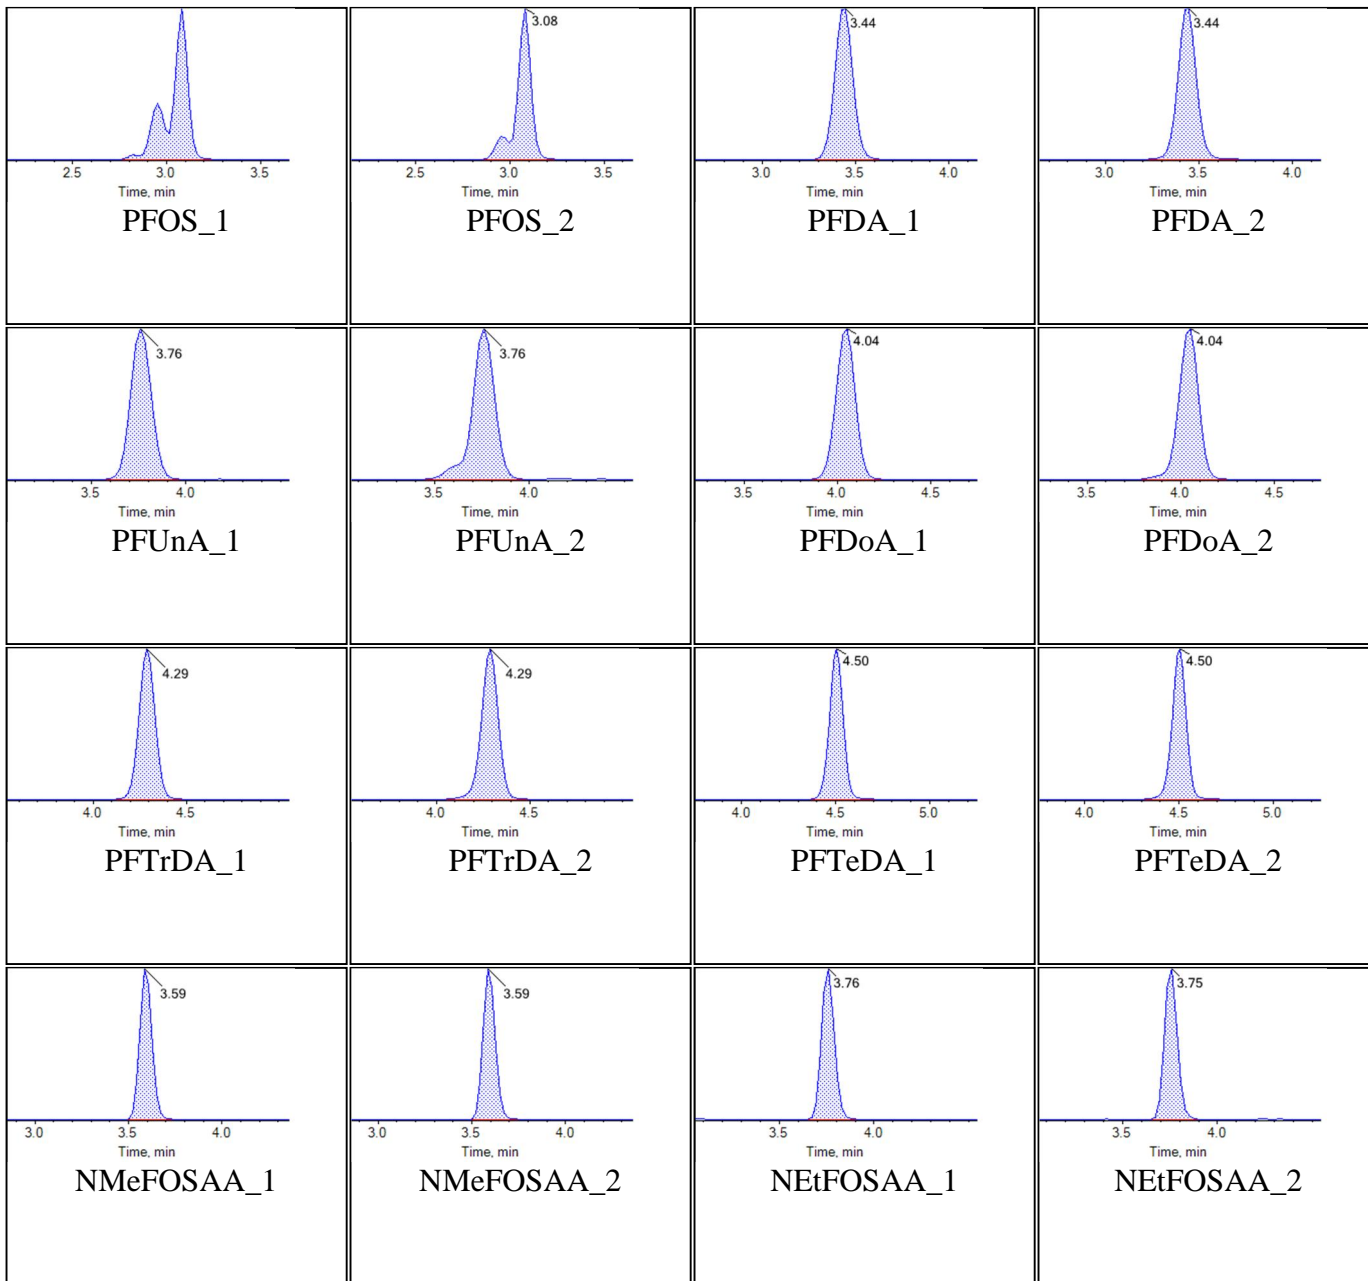 3.08 3.44 3.44
2.5 3.0 3.5 2.5 3.0 3.5 3.0 3.5 4.0 3.0 3.5 4.0
Time, min Time, min Time, min Time, min
PFOS_1 PFOS_2 PFDA_1 PFDA_2
3.76 3.76 4.04 4.04
3.5 4.0 3.5 4.0 3.5 4.0 4.5 3.5 4.0 4.5
Time, min Time, min Time, min Time, min
PFUnA_1 PFUnA_2 PFDoA_1 PFDoA_2
4.29 4.29 4.50 4.50
4.0 4.5 4.0 4.5 4.0 4.5 5.0 4.0 4.5 5.0
Time, min Time, min Time, min Time, min
PFTrDA_1 PFTrDA_2 PFTeDA_1 PFTeDA_2
3.59 3.59 3.76 3.75
3.0 3.5 4.0 3.0 3.5 4.0 3.5 4.0 3.5 4.0
Time, min Time, min Time, min Time, min
NMeFOSAA_1 NMeFOSAA_2 NEtFOSAA_1 NEtFOSAA_2